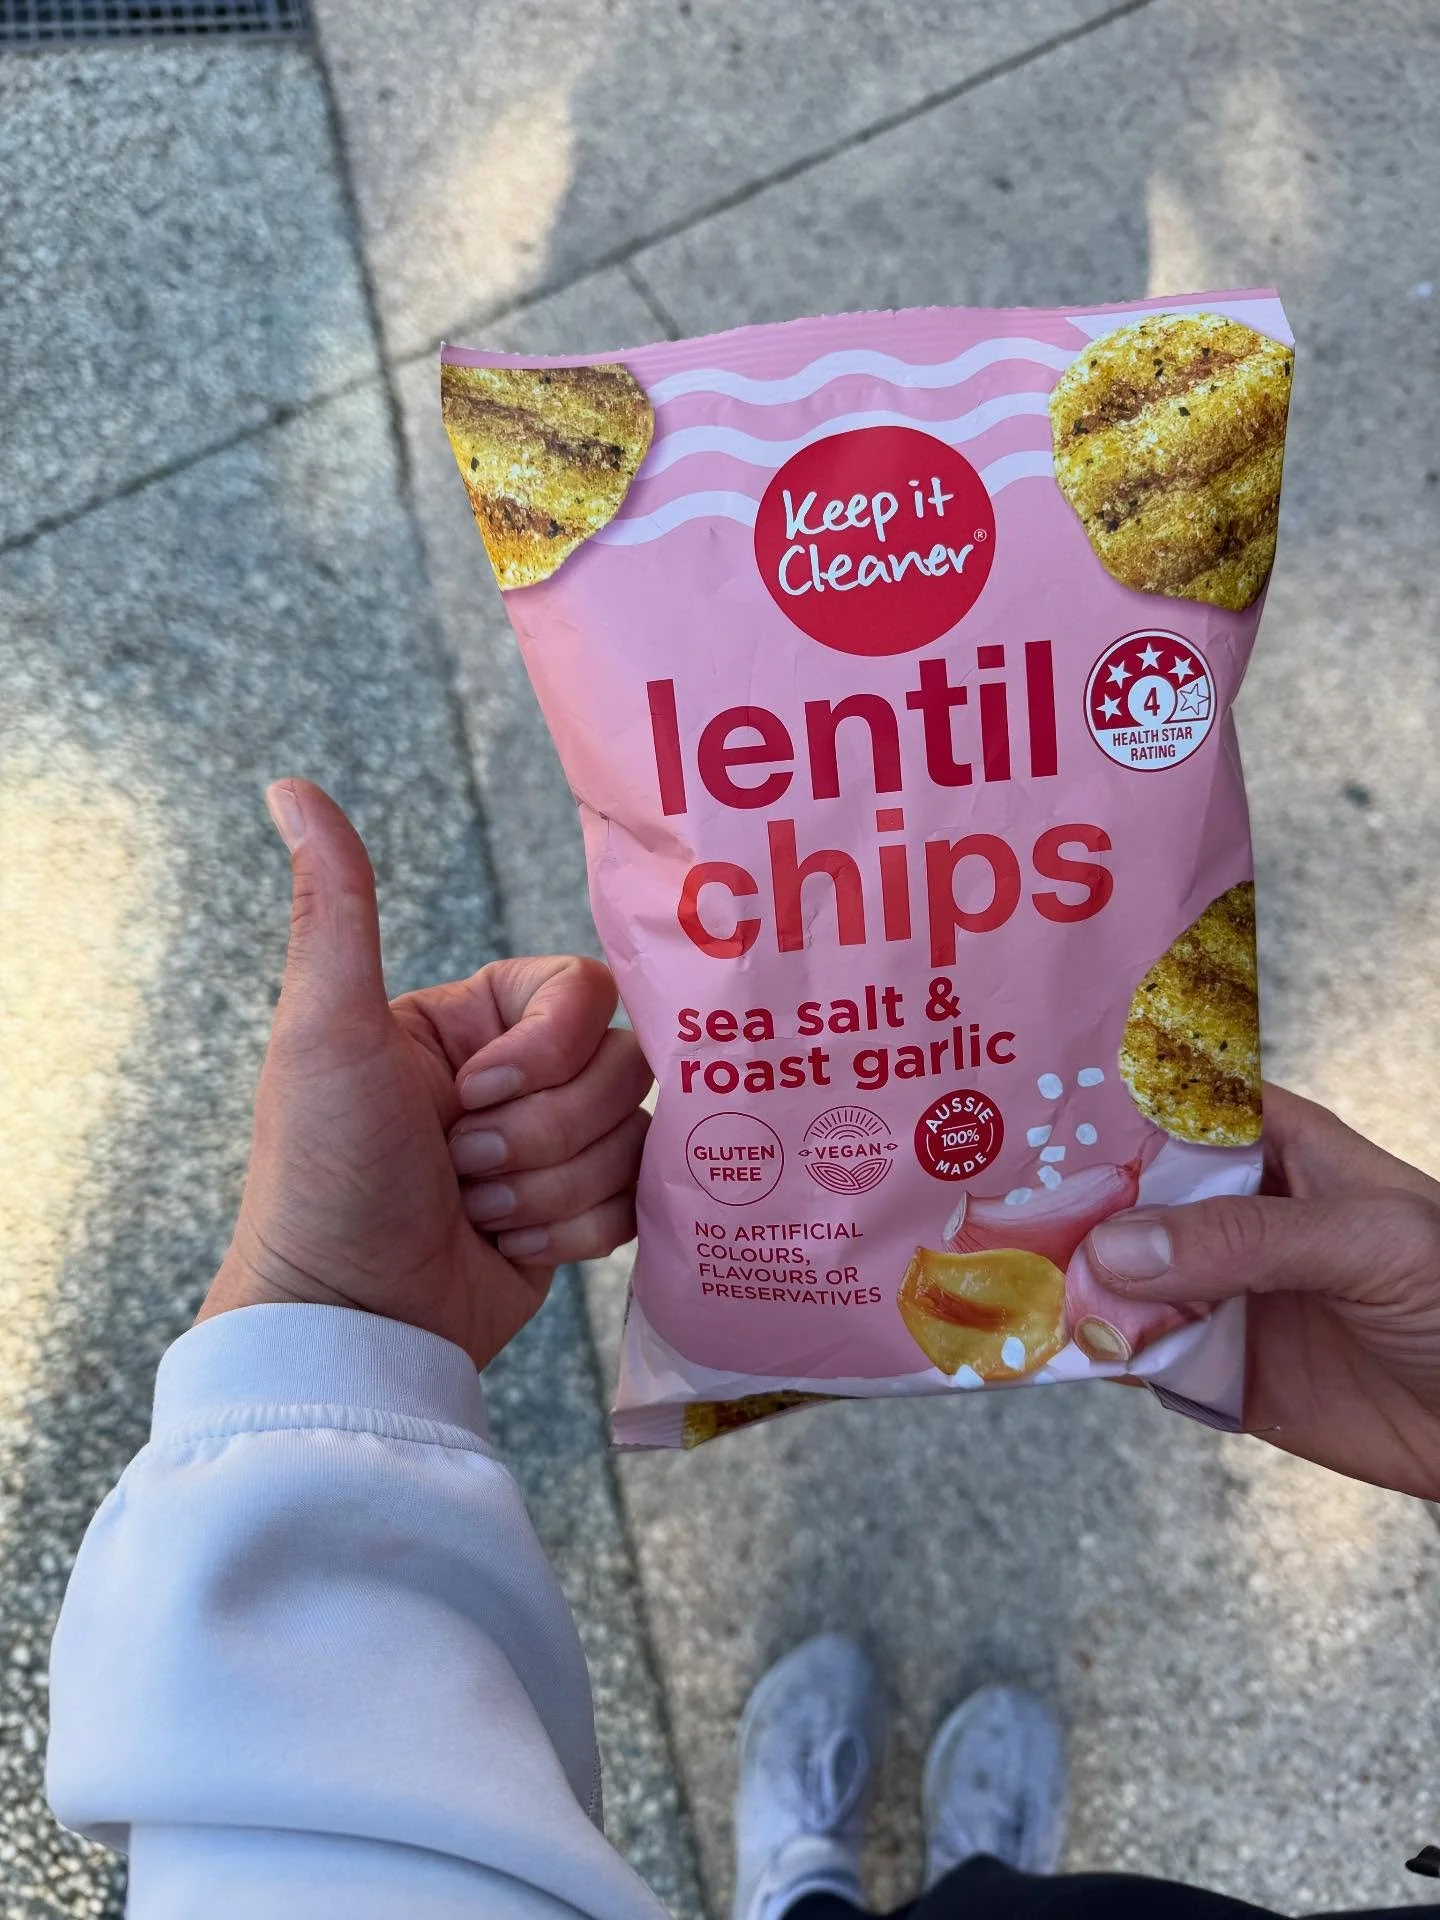 Keep it
Cleaner®
lentil
chips
4
HEALTH STAR
RATING
sea salt &
roast garlic
GLUTEN
FREE
VEGAN
AUSSIE
100%
MADE
NO ARTIFICIAL
COLOURS,
FLAVOURS OR
PRESERVATIVES